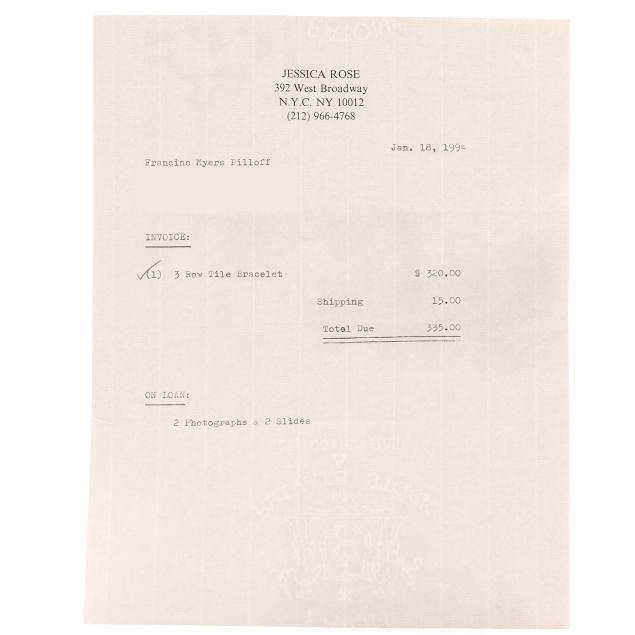 JESSICA ROSE
392 West Broadway
N.Y.C. NY 10012
(212) 966-4768
Jan. 18,
Francine Myers Pilloff
INVOICE:
(1) 3 Row Tile Bracelet $ 320.00
Shipping 15.00
Total Due 335.00
ON LOAN:
2 Photographs & 2 Slides
EATON